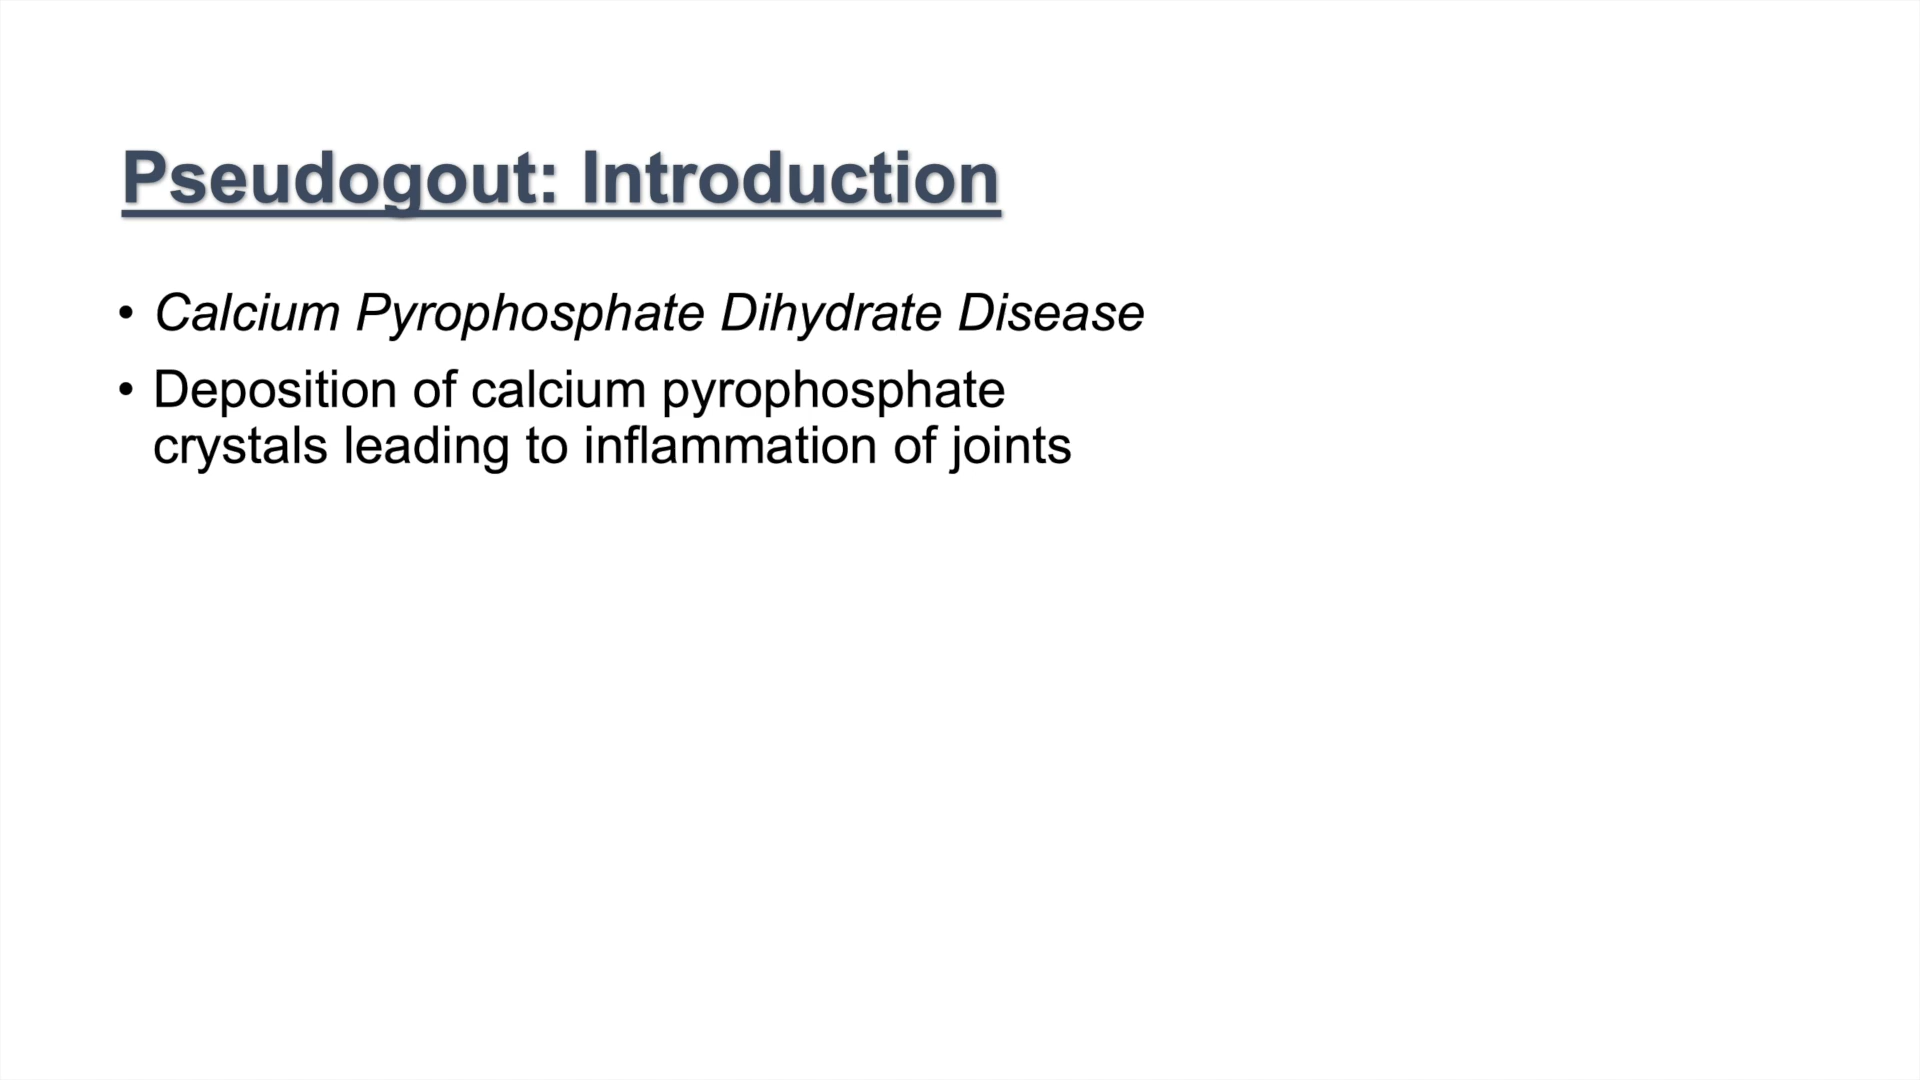 Pseudogout: Introduction
• Calcium Pyrophosphate Dihydrate Disease
• Deposition of calcium pyrophosphate
crystals leading to inflammation of joints